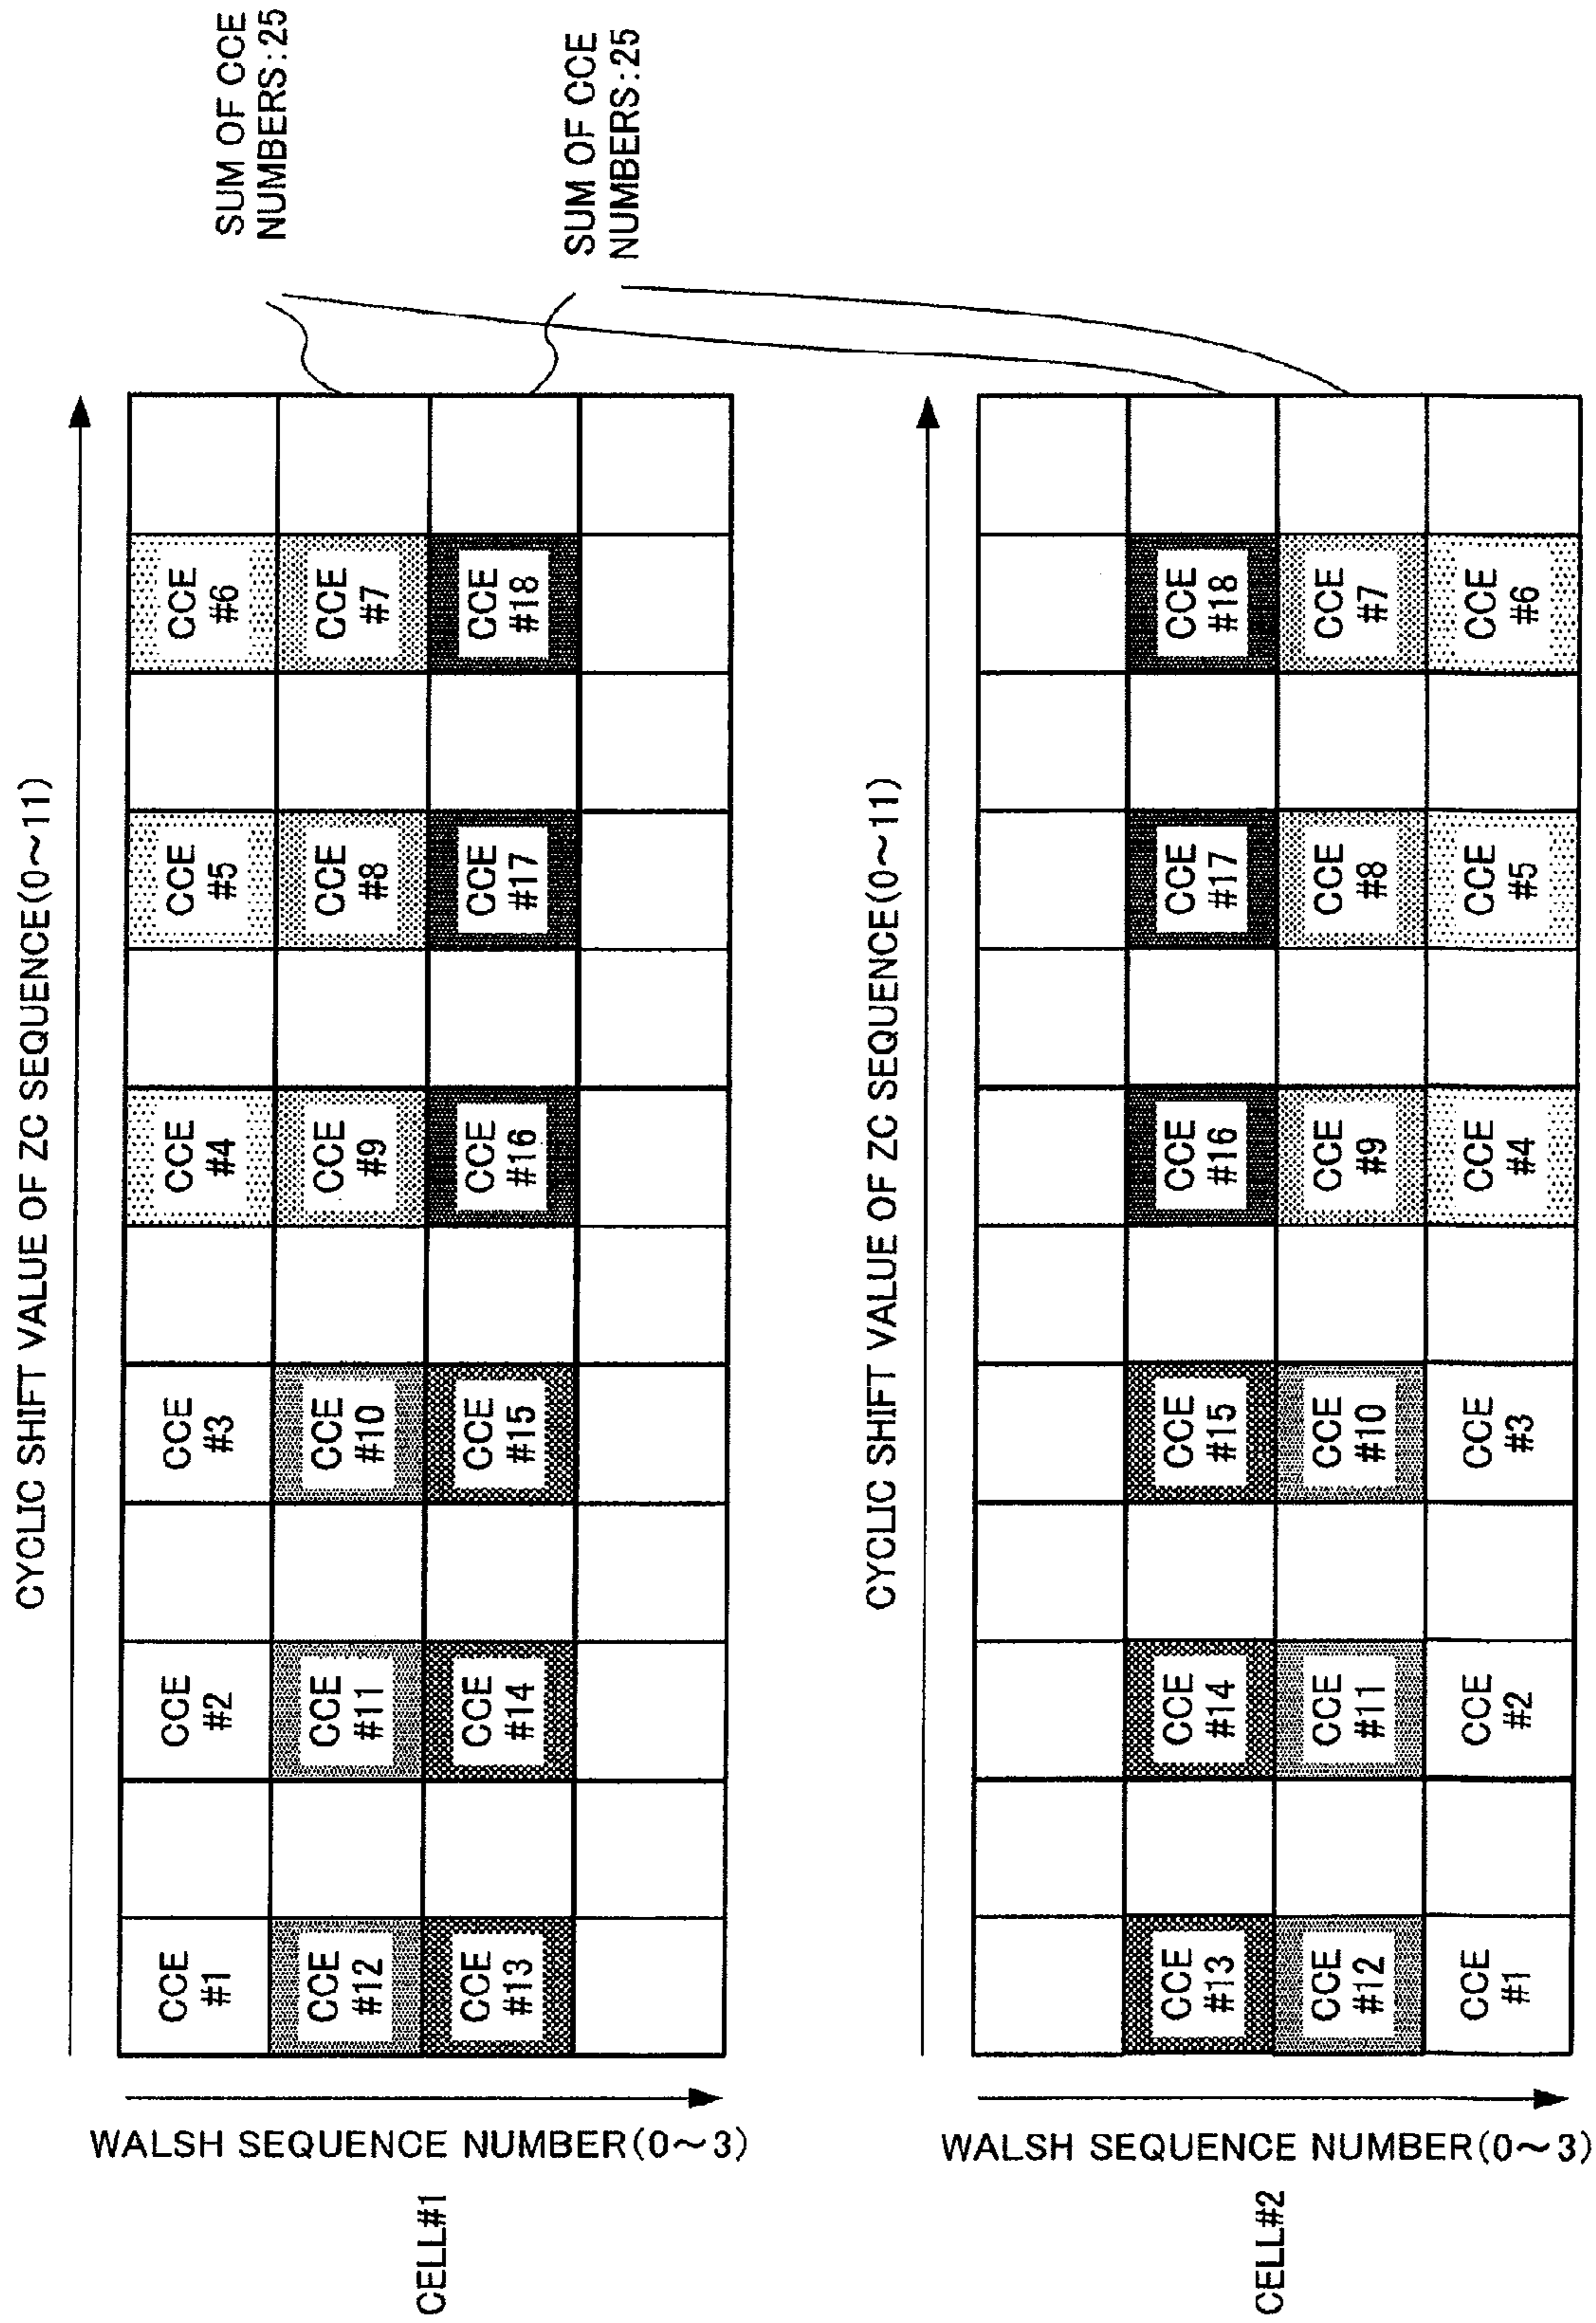 CELL#1
WALSH SEQUENCE NUMBER(0~3)
CYCLIC SHIFT VALUE OF ZC SEQUENCE(0~11)
CCE
#1
CCE
#2
CCE
#3
CCE
#4
CCE
#5
CCE
#6
CCE
#12
CCE
#11
CCE
#10
CCE
#9
CCE
#8
CCE
#7
CCE
#13
CCE
#14
CCE
#15
CCE
#16
CCE
#17
CCE
#18
SUM OF CCE
NUMBERS:25
SUM OF CCE
NUMBERS:25
CELL#2
WALSH SEQUENCE NUMBER(0~3)
CYCLIC SHIFT VALUE OF ZC SEQUENCE(0~11)
CCE
#13
CCE
#14
CCE
#15
CCE
#16
CCE
#17
CCE
#18
CCE
#12
CCE
#11
CCE
#10
CCE
#9
CCE
#8
CCE
#7
CCE
#1
CCE
#2
CCE
#3
CCE
#4
CCE
#5
CCE
#6